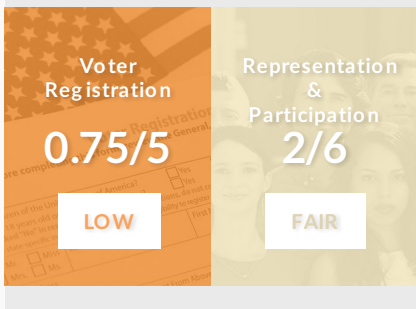 Voter
Registration
0.75/5
LOW
Representation
&
Participation
2/6
FAIR